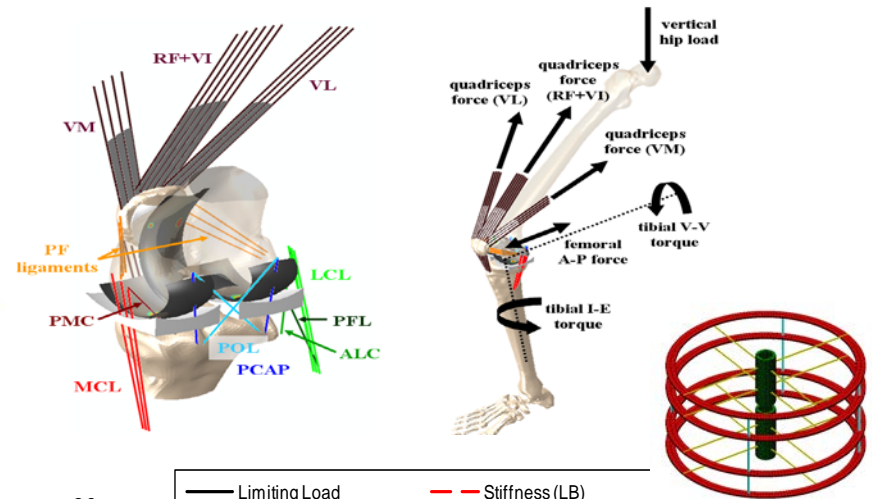 RF+VI
VL
VM
PF
ligaments
LCL
PMC
PFL
POL
ALC
PCAP
MCL
vertical
hip load
quadriceps
force
(RF+VI)
quadriceps
force (VL)
quadriceps
force (VM)
tibial V-V
torque
femoral
A-P force
tibial I-E
torque
Limiting Load
Stiffness (LB)